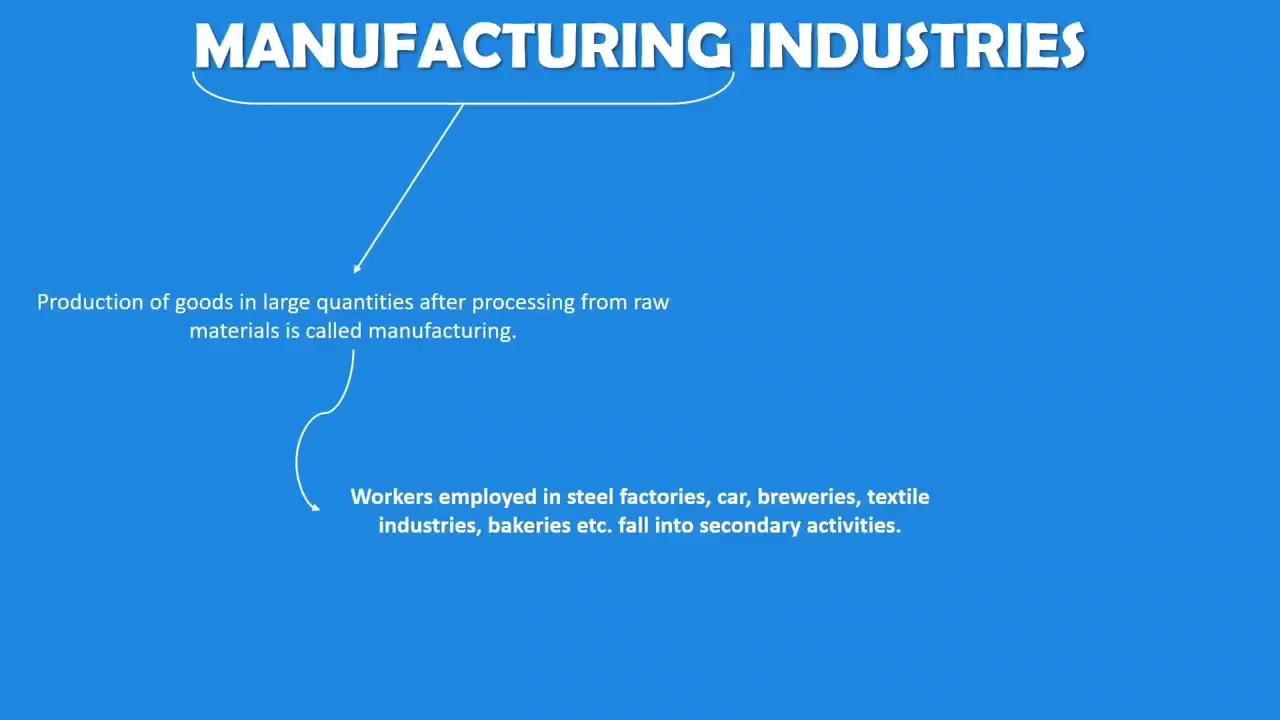 MANUFACTURING INDUSTRIES
Production of goods in large quantities after processing from raw
materials is called manufacturing.
Workers employed in steel factories, car, breweries, textile
industries, bakeries etc. fall into secondary activities.